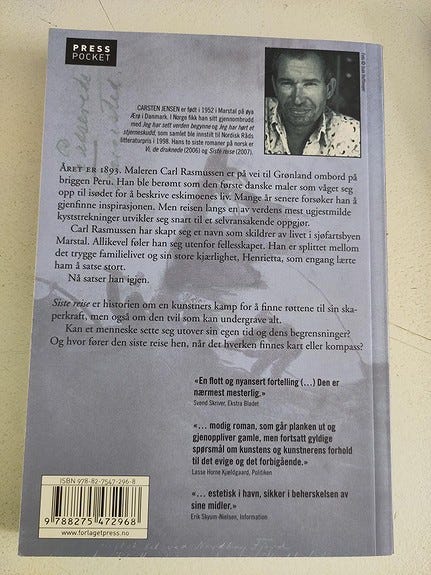 PRESS
POCKET
CARSTEN JENSEN er født i 1952 i Marstal på øya
Ærø i Danmark. I Norge fikk han sitt gjennombrudd
med Jeg har sett verden begynne og Jeg har hørt et
stjerneskudd, som samlet ble innstilt til Nordisk Råds
litteraturpris i 1998. Hans to siste romaner på norsk er
Vi, de druknede (2006) og Siste reise (2007).
ÅRET ER 1893. Maleren Carl Rasmussen er på vei til Grønland ombord på
briggen Peru. Han ble berømt som den første danske maler som våget seg
opp til isødet for å beskrive eskimoenes liv. Mange år senere forsøker han å
gjenfinne inspirasjonen. Men reisen langs en av verdens mest ugjestmilde
kyststrekninger utvikler seg snart til et selvransakende oppgjør.
Carl Rasmussen har skapt seg et navn som skildrer av livet i sjøfartsbyen
Marstal. Allikevel føler han seg utenfor fellesskapet. Han er splittet mellom
det trygge familielivet og sin store kjærlighet, Henrietta, som engang lærte
ham å satse stort.
Nå satser han igjen.
Siste reise er historien om en kunstners kamp for å finne røttene til sin ska-
perkraft, men også om den tvil som kan undergrave alt.
Kan et menneske sette seg utover sin egen tid og dens begrensninger?
Og hvor fører den siste reise hen, når det hverken finnes kart eller kompass?
«En flott og nyansert fortelling (...) Den er
nærmest mesterlig.»
Svend Skriver, Ekstra Bladet
«... modig roman, som går planken ut og
gjenoppliver gamle, men fortsatt gyldige
spørsmål om kunstens og kunstnerens forhold
til det evige og det forbigående.»
Lasse Horne Kjældgaard, Politiken
«... estetisk i havn, sikker i beherskelsen av
sine midler.»
Erik Skyum-Nielsen, Information
ISBN 978-82-7547-296-8
9 788275 472968
www.forlagetpress.no